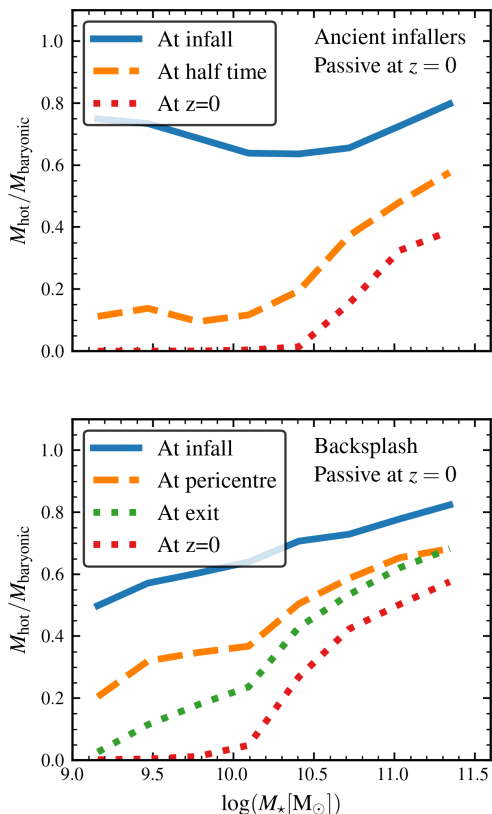 1.0
0.8
0.6
0.4
0.2
0.0
M_hot/M_baryonic
At infall
At half time
At z=0
Ancient infallers
Passive at z = 0
1.0
0.8
0.6
0.4
0.2
0.0
M_hot/M_baryonic
At infall
At pericentre
At exit
At z=0
Backsplash
Passive at z = 0
9.0 9.5 10.0 10.5 11.0 11.5
log(M⋆[M⊙])